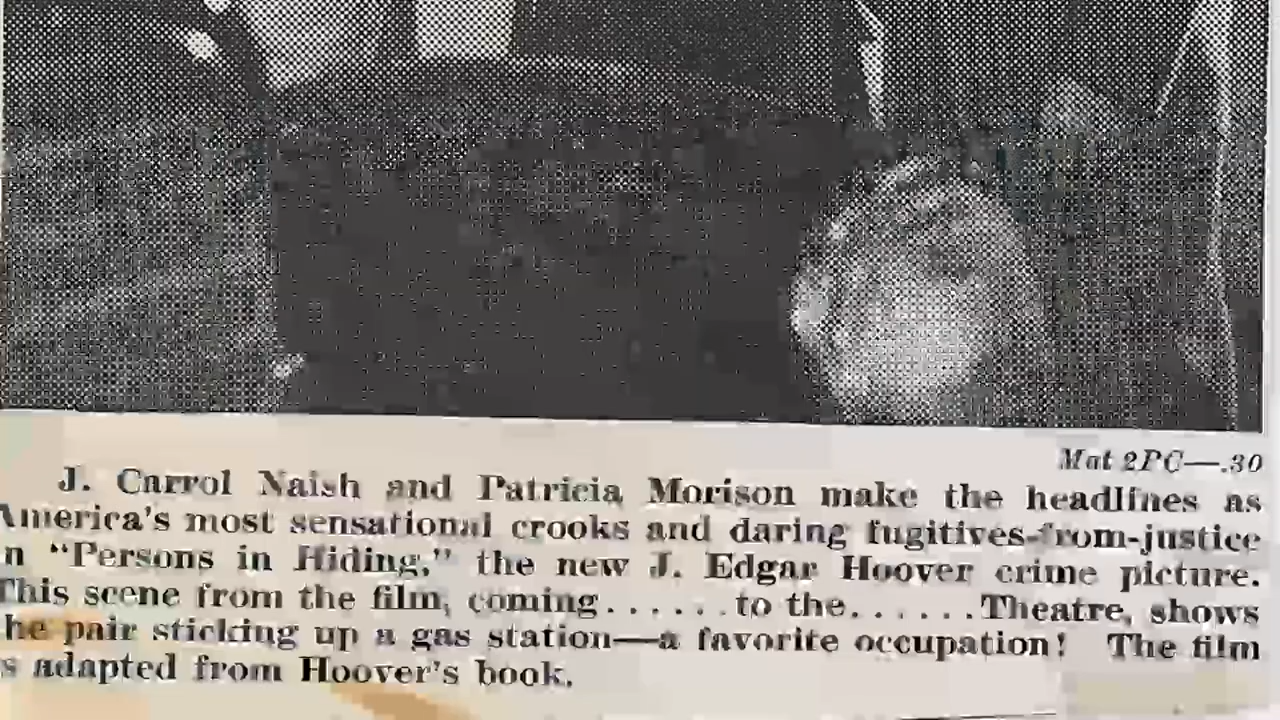 Mat 2PC—.30
J. Carrol Naish and Patricia Morison make the headlines as
America's most sensational crooks and daring fugitives-from-justice
n "Persons in Hiding," the new J. Edgar Hoover crime picture.
This scene from the film, coming......to the......Theatre, shows
he pair sticking up a gas station—a favorite occupation! The film
s adapted from Hoover's book.